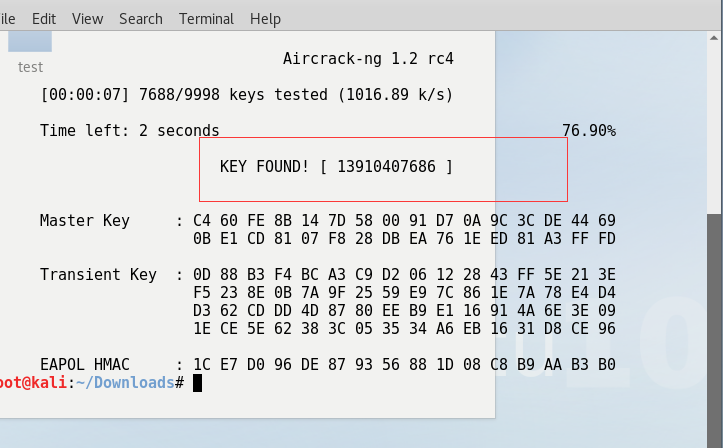 ile Edit View Search Terminal Help
test
Aircrack-ng 1.2 rc4
[00:00:07] 7688/9998 keys tested (1016.89 k/s)
Time left: 2 seconds 76.90%
KEY FOUND! [ 13910407686 ]
Master Key : C4 60 FE 8B 14 7D 58 00 91 D7 0A 9C 3C DE 44 69
0B E1 CD 81 07 F8 28 DB EA 76 1E ED 81 A3 FF FD
Transient Key : 0D 88 B3 F4 BC A3 C9 D2 06 12 28 43 FF 5E 21 3E
F5 23 8E 0B 7A 9F 25 59 E9 7C 86 1E 7A 78 E4 D4
D3 62 CD DD 4D 87 80 EE B9 E1 16 91 4A 6E 3E 09
1E CE 5E 62 38 3C 05 35 34 A6 EB 16 31 D8 CE 96
EAPOL HMAC : 1C E7 D0 96 DE 87 93 56 88 1D 08 C8 B9 AA B3 B0
oot@kali:~/Downloads#